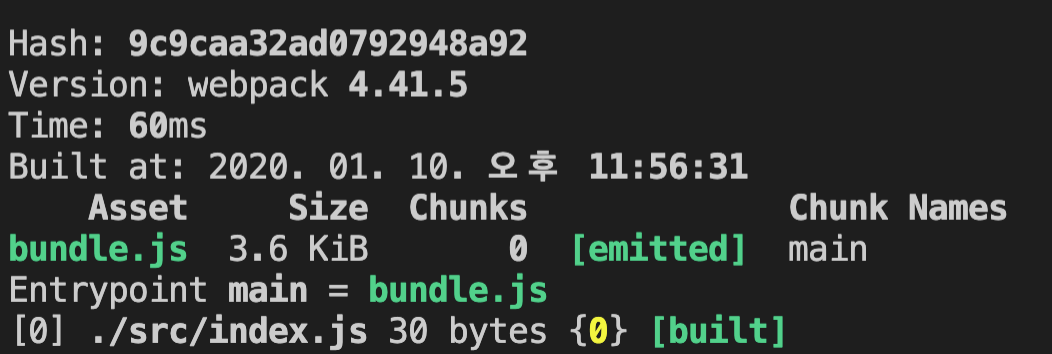 Hash: 9c9caa32ad0792948a92
Version: webpack 4.41.5
Time: 60ms
Built at: 2020. 01. 10. 오후 11:56:31
Asset Size Chunks Chunk Names
bundle.js 3.6 KiB 0 [emitted] main
Entrypoint main = bundle.js
[0] ./src/index.js 30 bytes {0} [built]